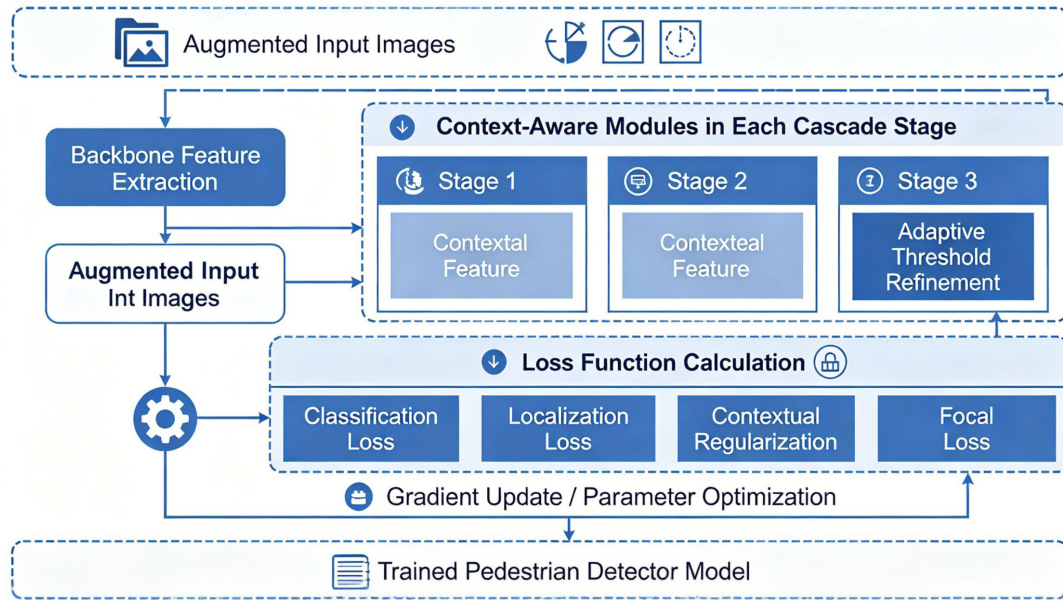 Augmented Input Images
Backbone Feature
Extraction
Augmented Input
Int Images
Context-Aware Modules in Each Cascade Stage
Stage 1
Contextal
Feature
Stage 2
Contexteal
Feature
Stage 3
Adaptive
Threshold
Refinement
Loss Function Calculation
Classification
Loss
Localization
Loss
Contextual
Regularization
Focal
Loss
Gradient Update / Parameter Optimization
Trained Pedestrian Detector Model